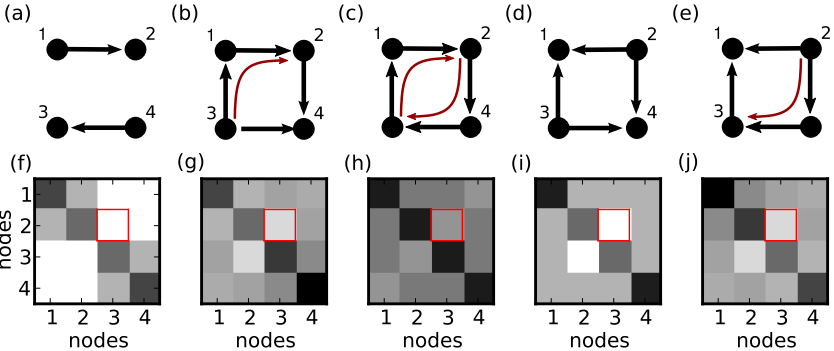 (a) (b) (c) (d) (e)
1 2 1 2 1 2 1 2 1 2
3 4 3 4 3 4 3 4 3 4
(f) (g) (h) (i) (j)
nodes
1
2
3
4
1 2 3 4 1 2 3 4 1 2 3 4 1 2 3 4 1 2 3 4
nodes nodes nodes nodes nodes